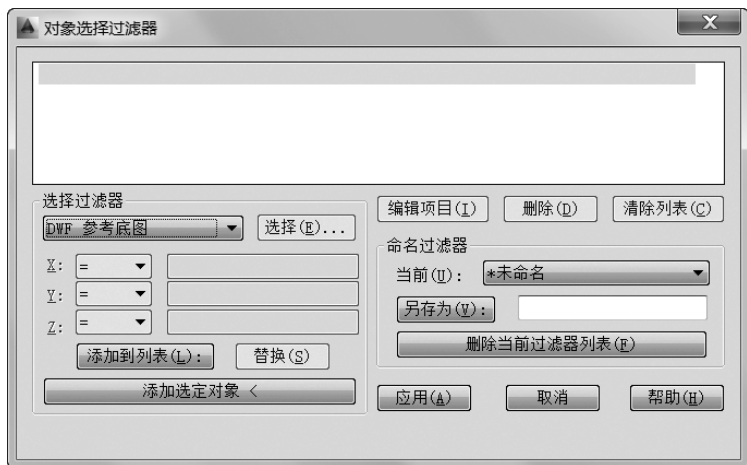 对象选择过滤器
选择过滤器
DWF 参考底图
选择(E)...
X: =
Y: =
Z: =
添加到列表(L):
替换(S)
添加选定对象 <
编辑项目(I)
删除(D)
清除列表(C)
命名过滤器
当前(U):
*未命名
另存为(V):
删除当前过滤器列表(F)
应用(A)
取消
帮助(H)